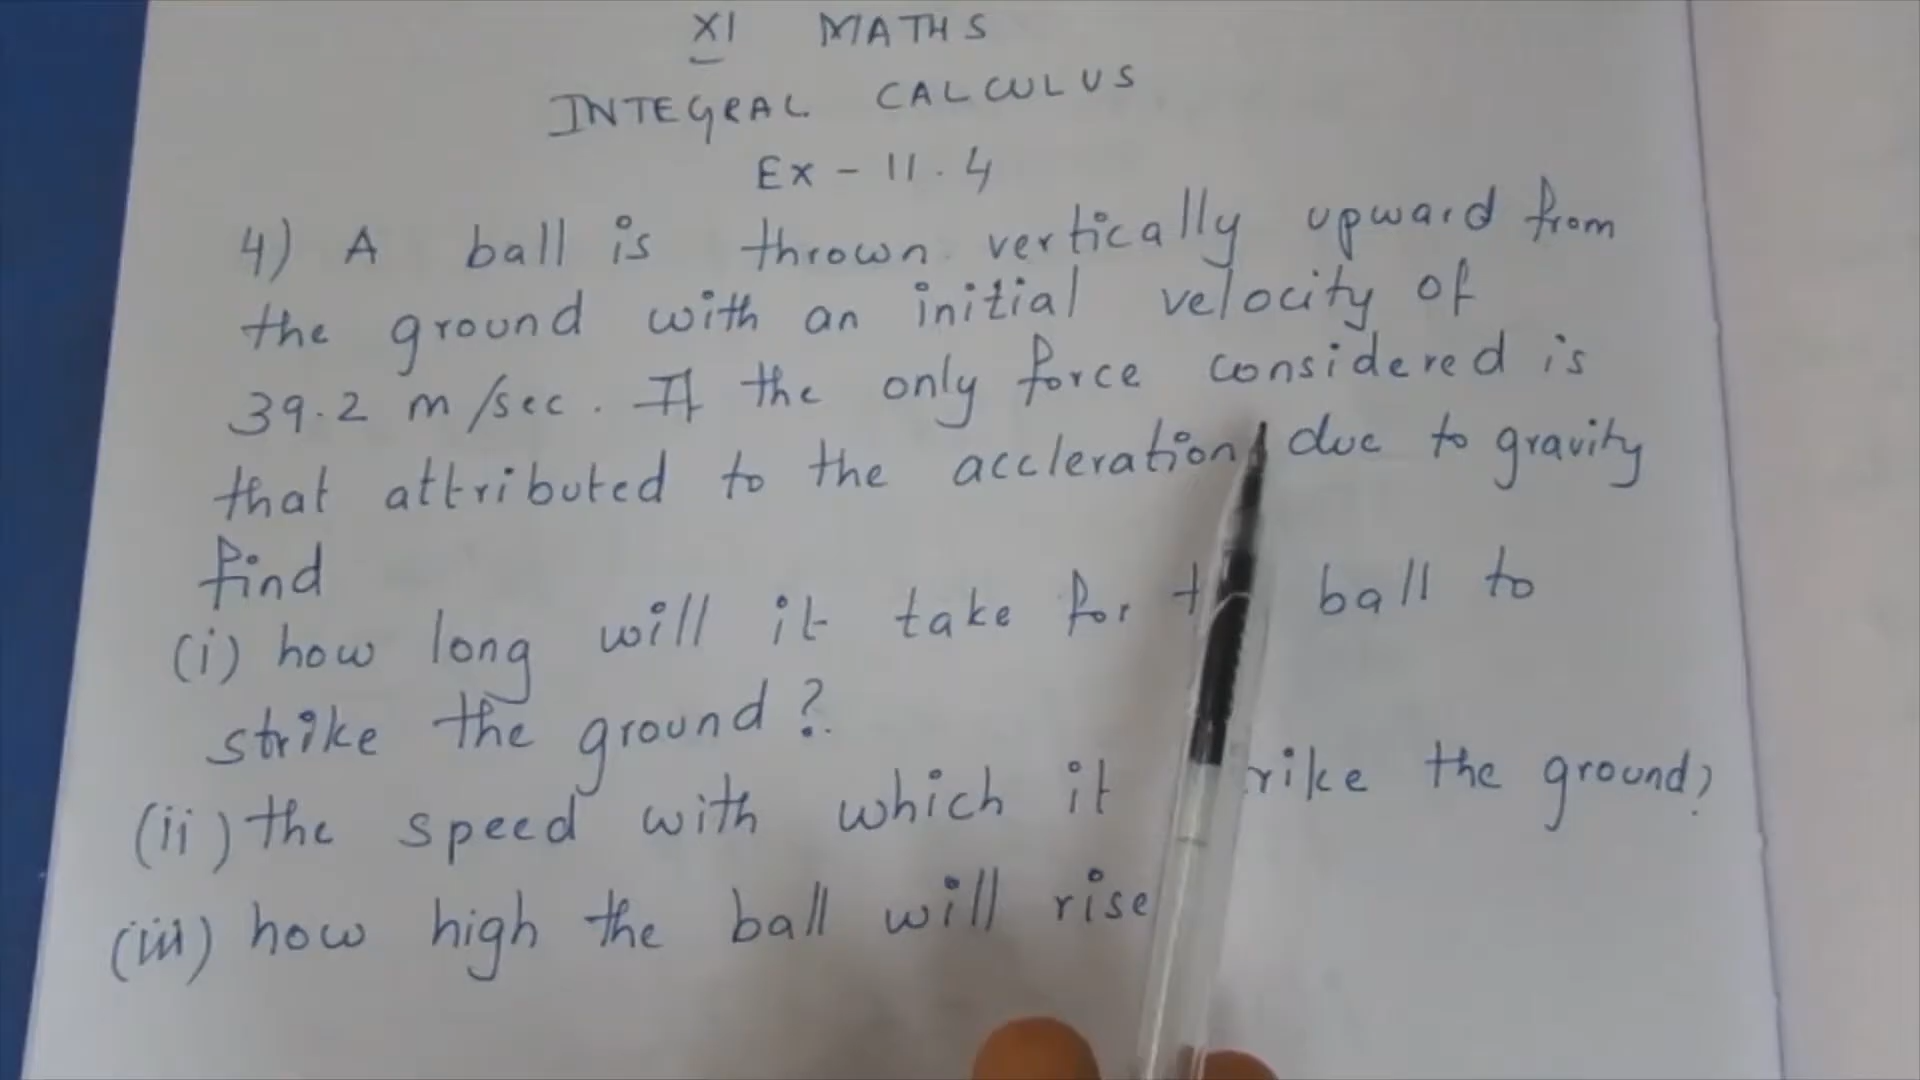 XI MATHS
INTEGRAL CALCULUS
Ex - 11.4
4) A ball is thrown vertically upward from
the ground with an initial velocity of
39.2 m/sec. If the only force considered is
that attributed to the accleration due to gravity
find
(i) how long will it take for ball to
strike the ground?
(ii) the speed with which it the ground?
(iii) how high the ball will rise